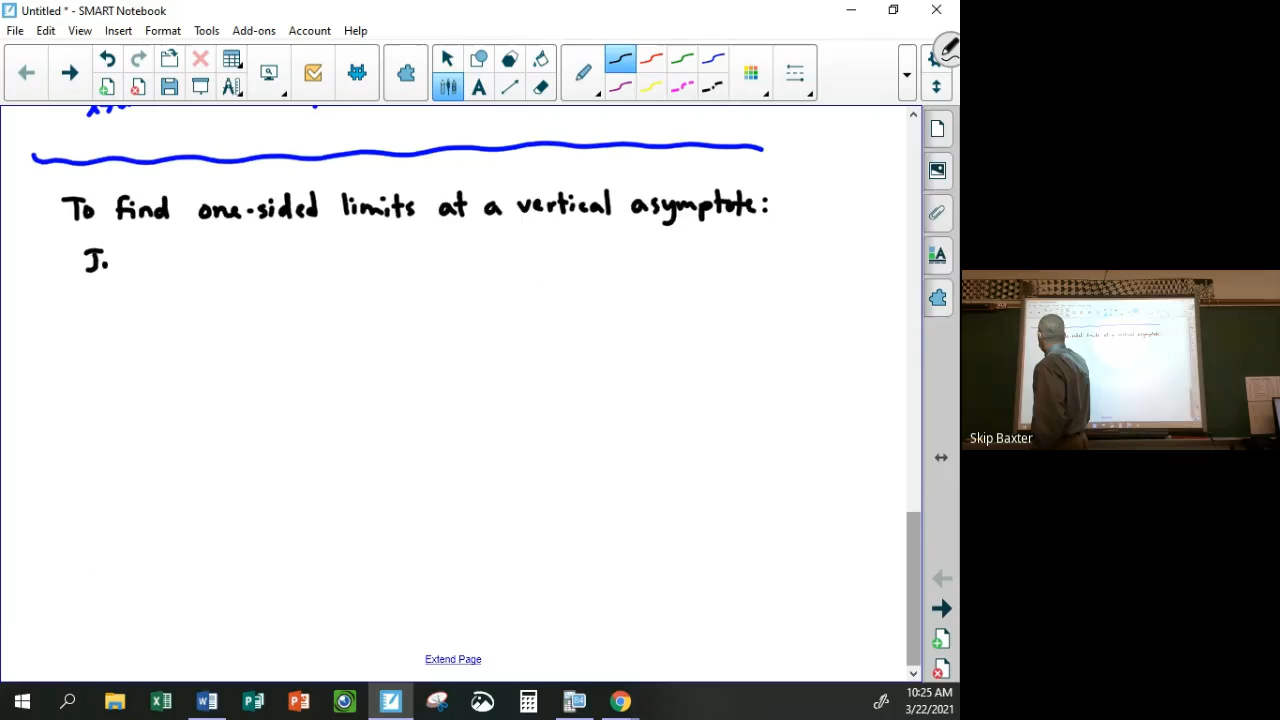 Untitled * - SMART Notebook
File Edit View Insert Format Tools Add-ons Account Help
To find one-sided limits at a vertical asymptote:
I.
Skip Baxter
Extend Page
10:25 AM
3/22/2021